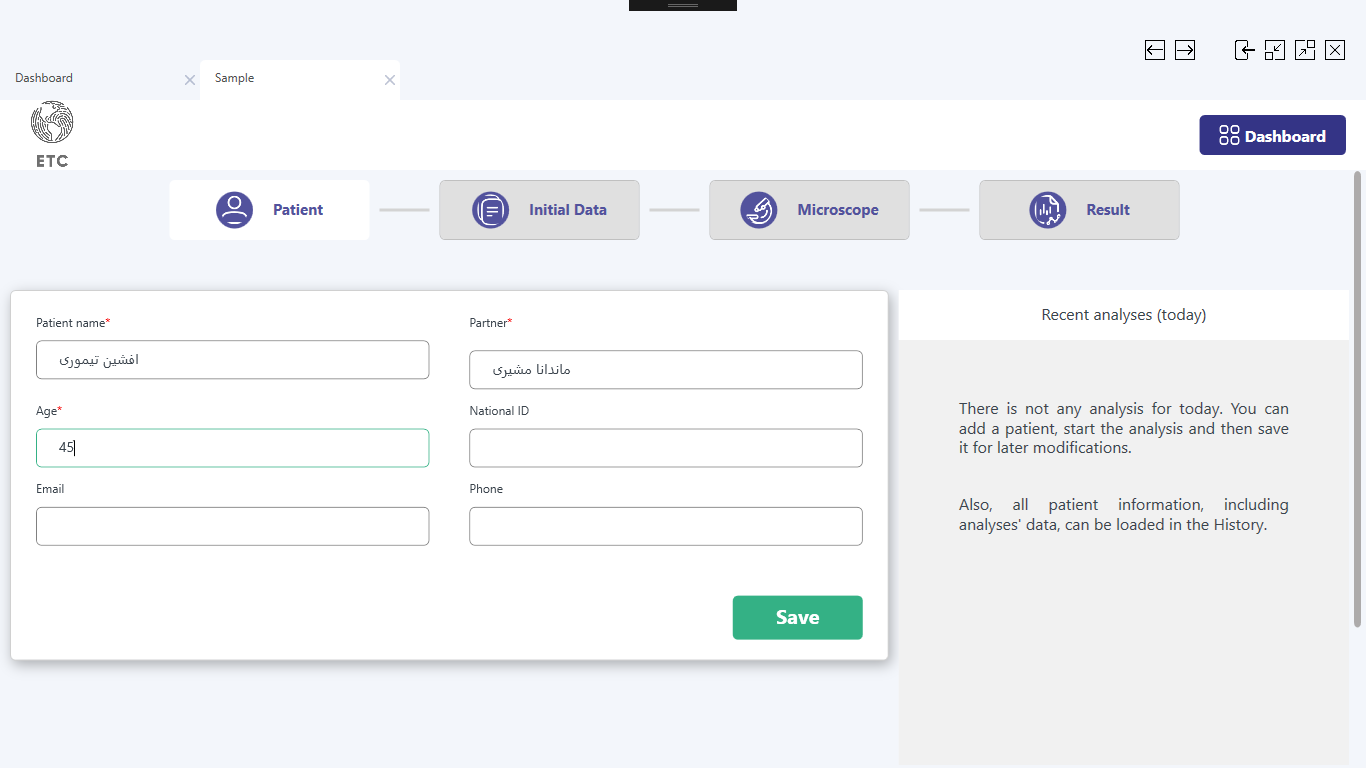 Dashboard
Sample
ETC
Dashboard
Patient
Initial Data
Microscope
Result
Patient name*
افشین تیموری
Partner*
ماندانا مشیری
Age*
45
National ID
Email
Phone
Save
Recent analyses (today)
There is not any analysis for today. You can
add a patient, start the analysis and then save
it for later modifications.
Also, all patient information, including
analyses' data, can be loaded in the History.